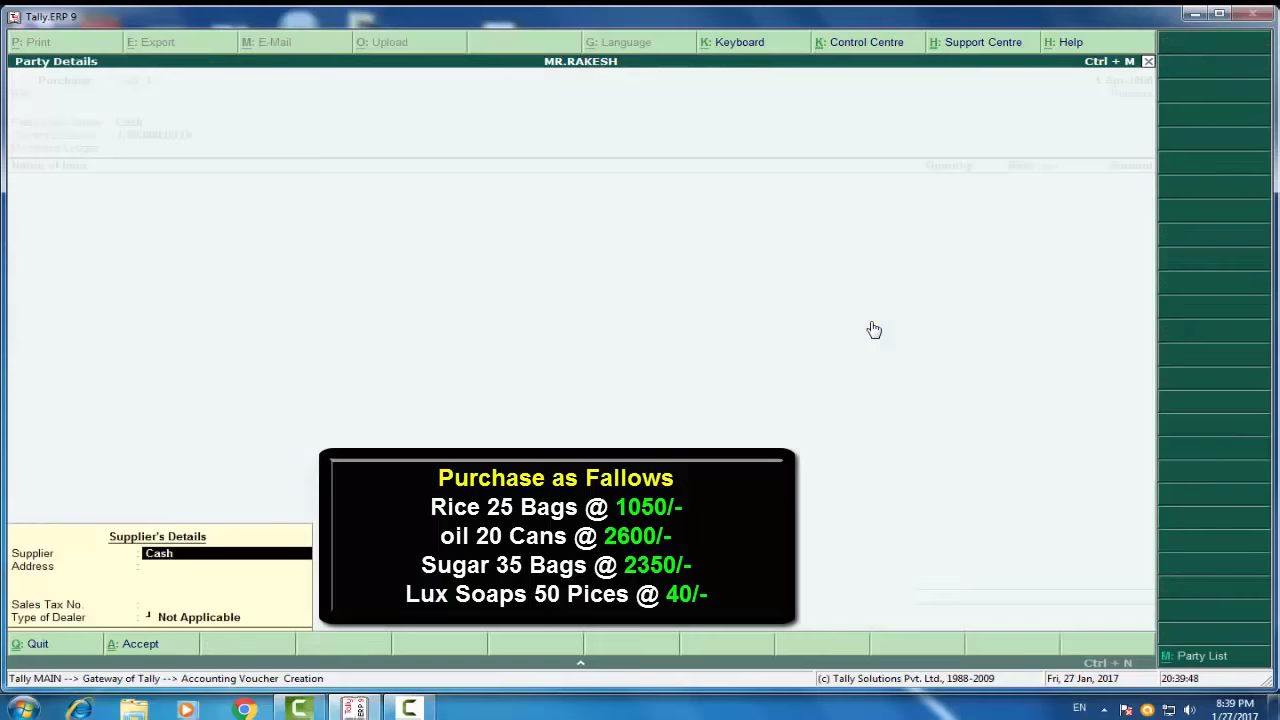 Tally.ERP 9
P: Print E: Export M: E-Mail O: Upload G: Language K: Keyboard K: Control Centre H: Support Centre H: Help
Party Details MR.RAKESH Ctrl + M
Cash
Purchase as Fallows
Rice 25 Bags @ 1050/-
oil 20 Cans @ 2600/-
Sugar 35 Bags @ 2350/-
Lux Soaps 50 Pices @ 40/-
Supplier's Details
Supplier : Cash
Address :
Sales Tax No. :
Type of Dealer : Not Applicable
Q: Quit A: Accept
M: Party List
Ctrl + N
Tally MAIN --> Gateway of Tally --> Accounting Voucher Creation (c) Tally Solutions Pvt. Ltd., 1988-2009 Fri, 27 Jan, 2017 20:39:48
EN 8:39 PM
1/27/2017